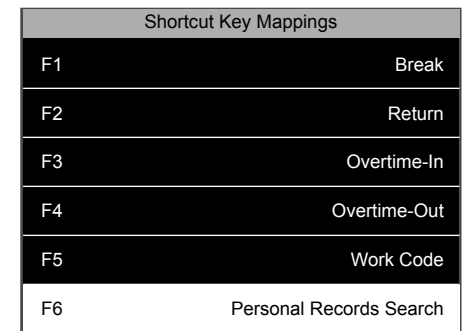 Shortcut Key Mappings
F1 Break
F2 Return
F3 Overtime-In
F4 Overtime-Out
F5 Work Code
F6 Personal Records Search